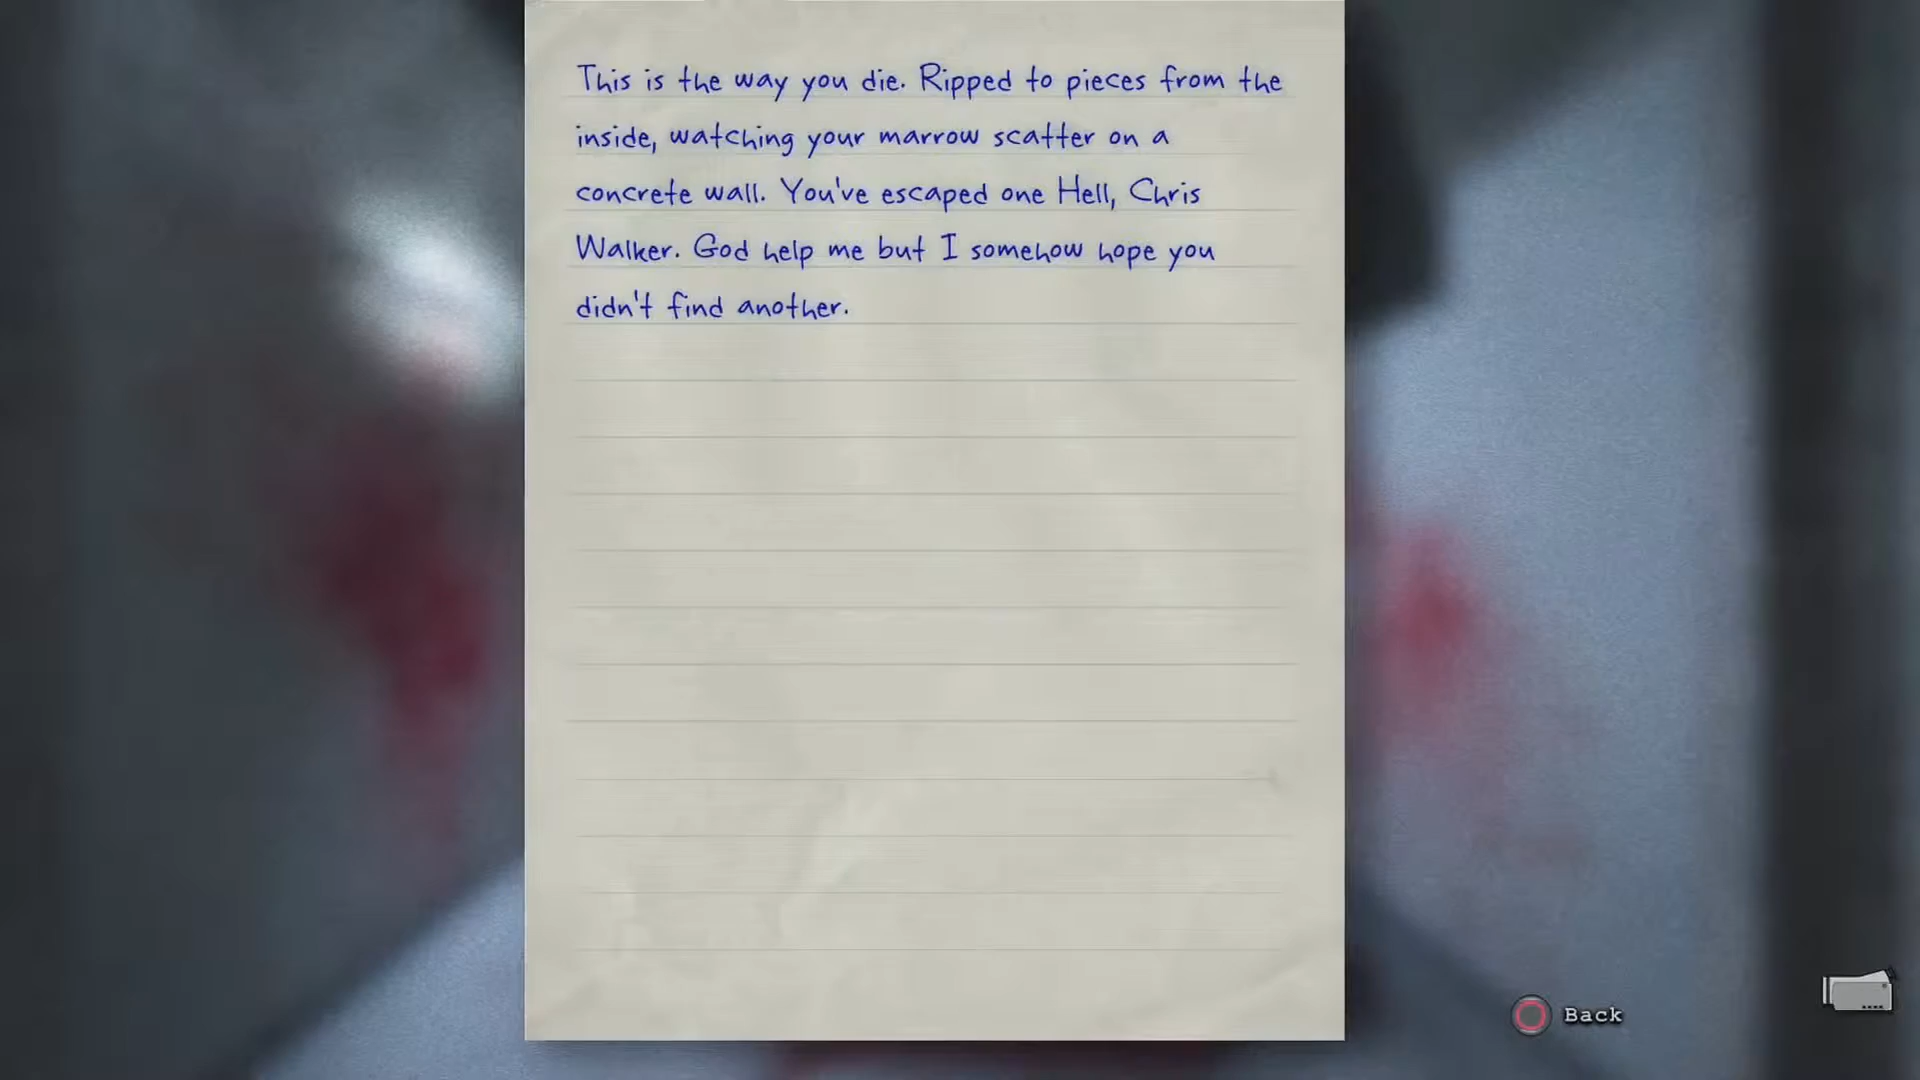 This is the way you die. Ripped to pieces from the
inside, watching your marrow scatter on a
concrete wall. You've escaped one Hell, Chris
Walker. God help me but I somehow hope you
didn't find another.
Back